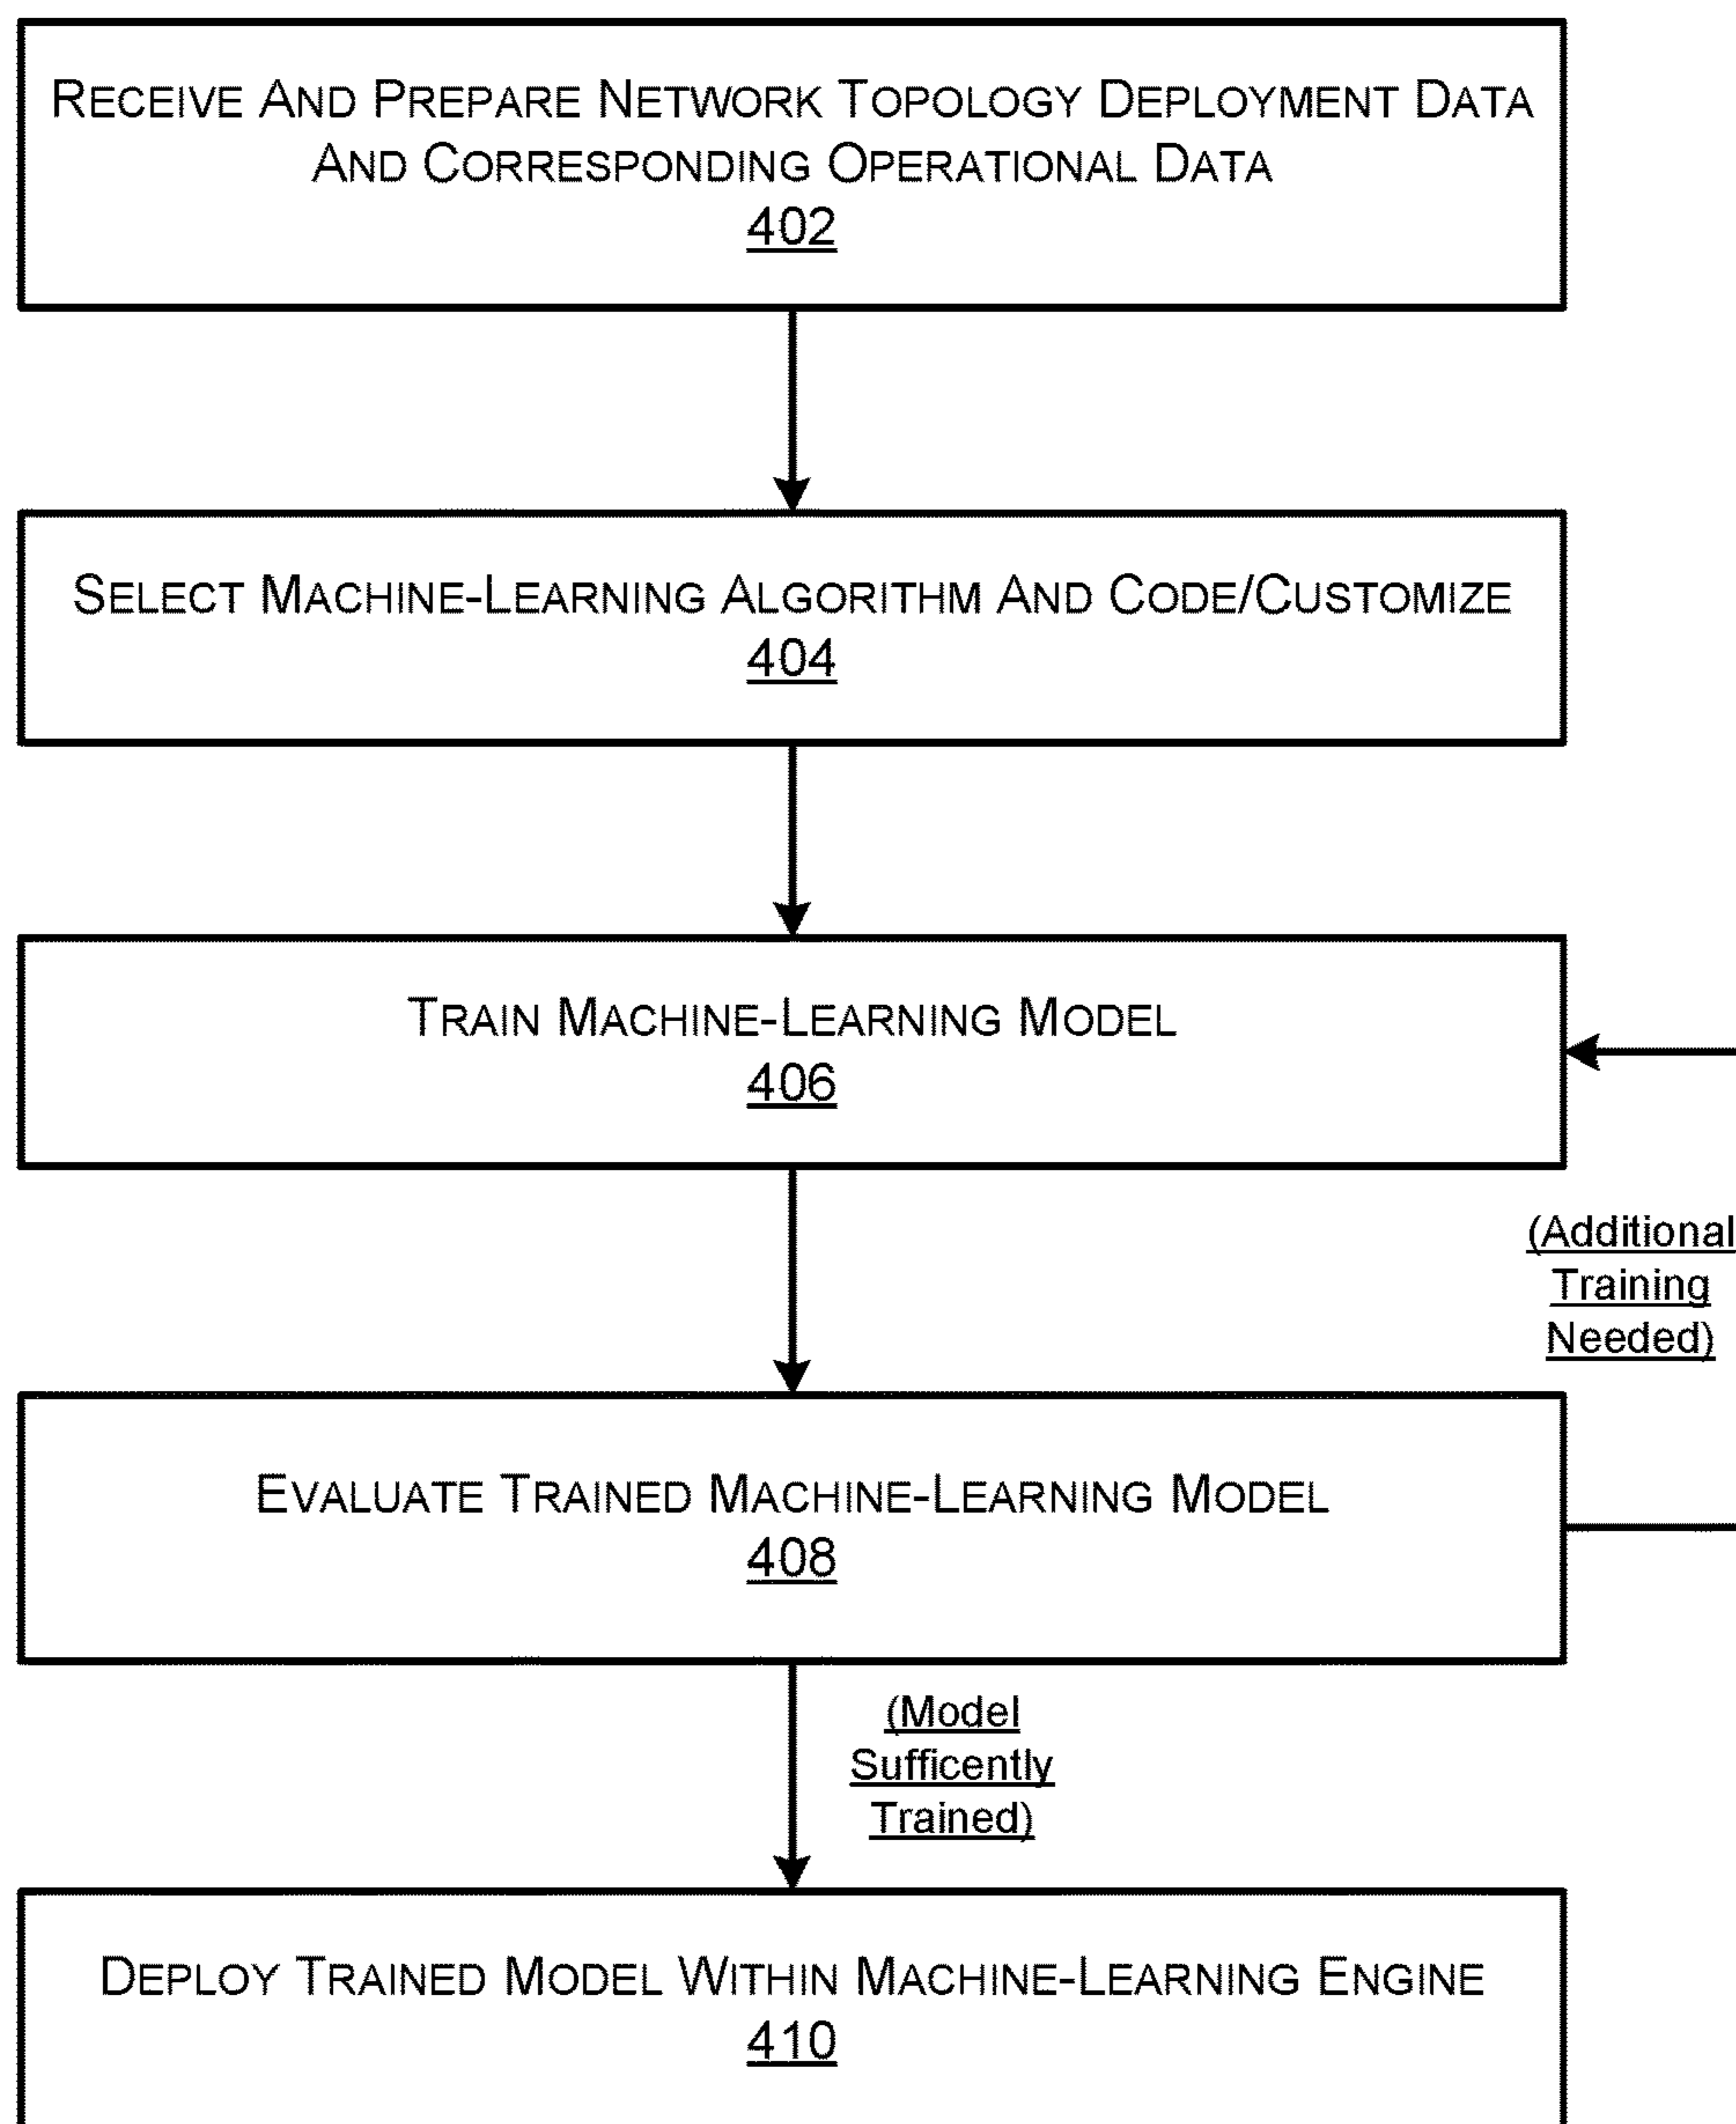 RECEIVE AND PREPARE NETWORK TOPOLOGY DEPLOYMENT DATA
AND CORRESPONDING OPERATIONAL DATA
402
SELECT MACHINE-LEARNING ALGORITHM AND CODE/CUSTOMIZE
404
TRAIN MACHINE-LEARNING MODEL
406
(Additional
Training
Needed)
EVALUATE TRAINED MACHINE-LEARNING MODEL
408
(Model
Sufficently
Trained)
DEPLOY TRAINED MODEL WITHIN MACHINE-LEARNING ENGINE
410